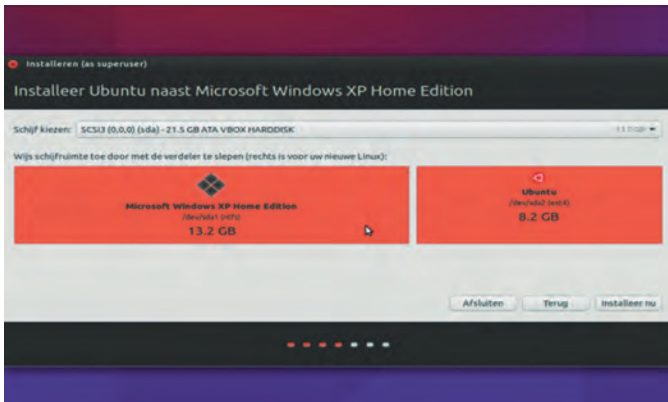 Installeren (as superuser)
Installeer Ubuntu naast Microsoft Windows XP Home Edition
Schijf kiezen: SCSI3 (0,0,0) (sda) - 21.5 GB ATA VBOX HARDDISK
Wijs schijfruimte toe door met de verdeler te slepen (rechts is voor uw nieuwe Linux):
Microsoft Windows XP Home Edition
/dev/sda1 (ntfs)
13.2 GB
Ubuntu
/dev/sda2 (ext4)
8.2 GB
Afsluiten Terug Installeer nu